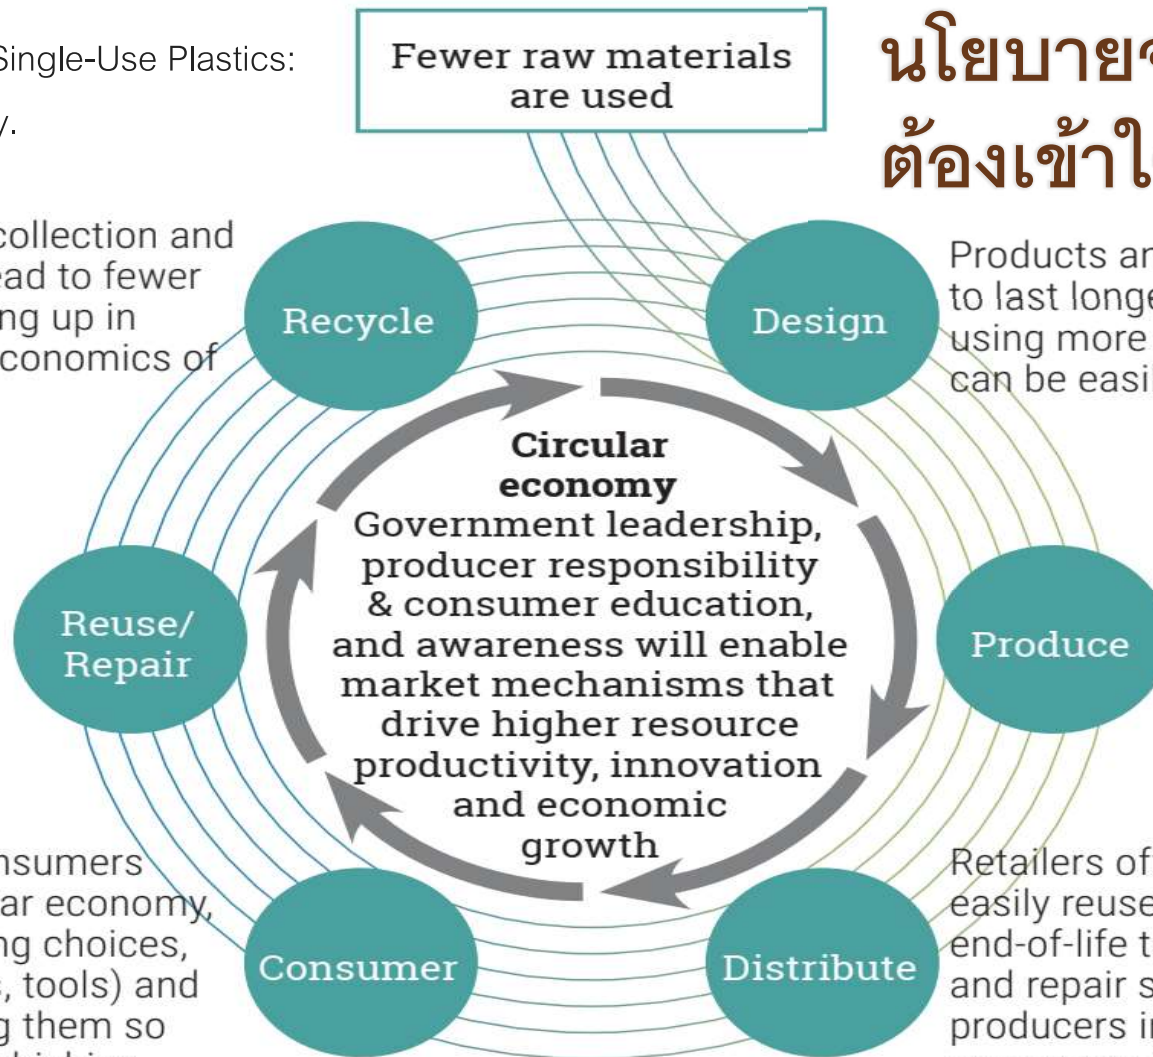 Single-Use Plastics:
y.
Fewer raw materials
are used
นโยบาย
ต้องเข้า
collection and
ead to fewer
ng up in
conomics of
Recycle
Design
Products
to last longe
using more
can be easil
Circular
economy
Government leadership,
producer responsibility
& consumer education,
and awareness will enable
market mechanisms that
drive higher resource
productivity, innovation
and economic
growth
Reuse/
Repair
Produce
nsumers
ar economy,
ng choices,
s, tools) and
g them so
Consumer
Distribute
Retailers of
easily reuse
end-of-life t
and repair s
producers i